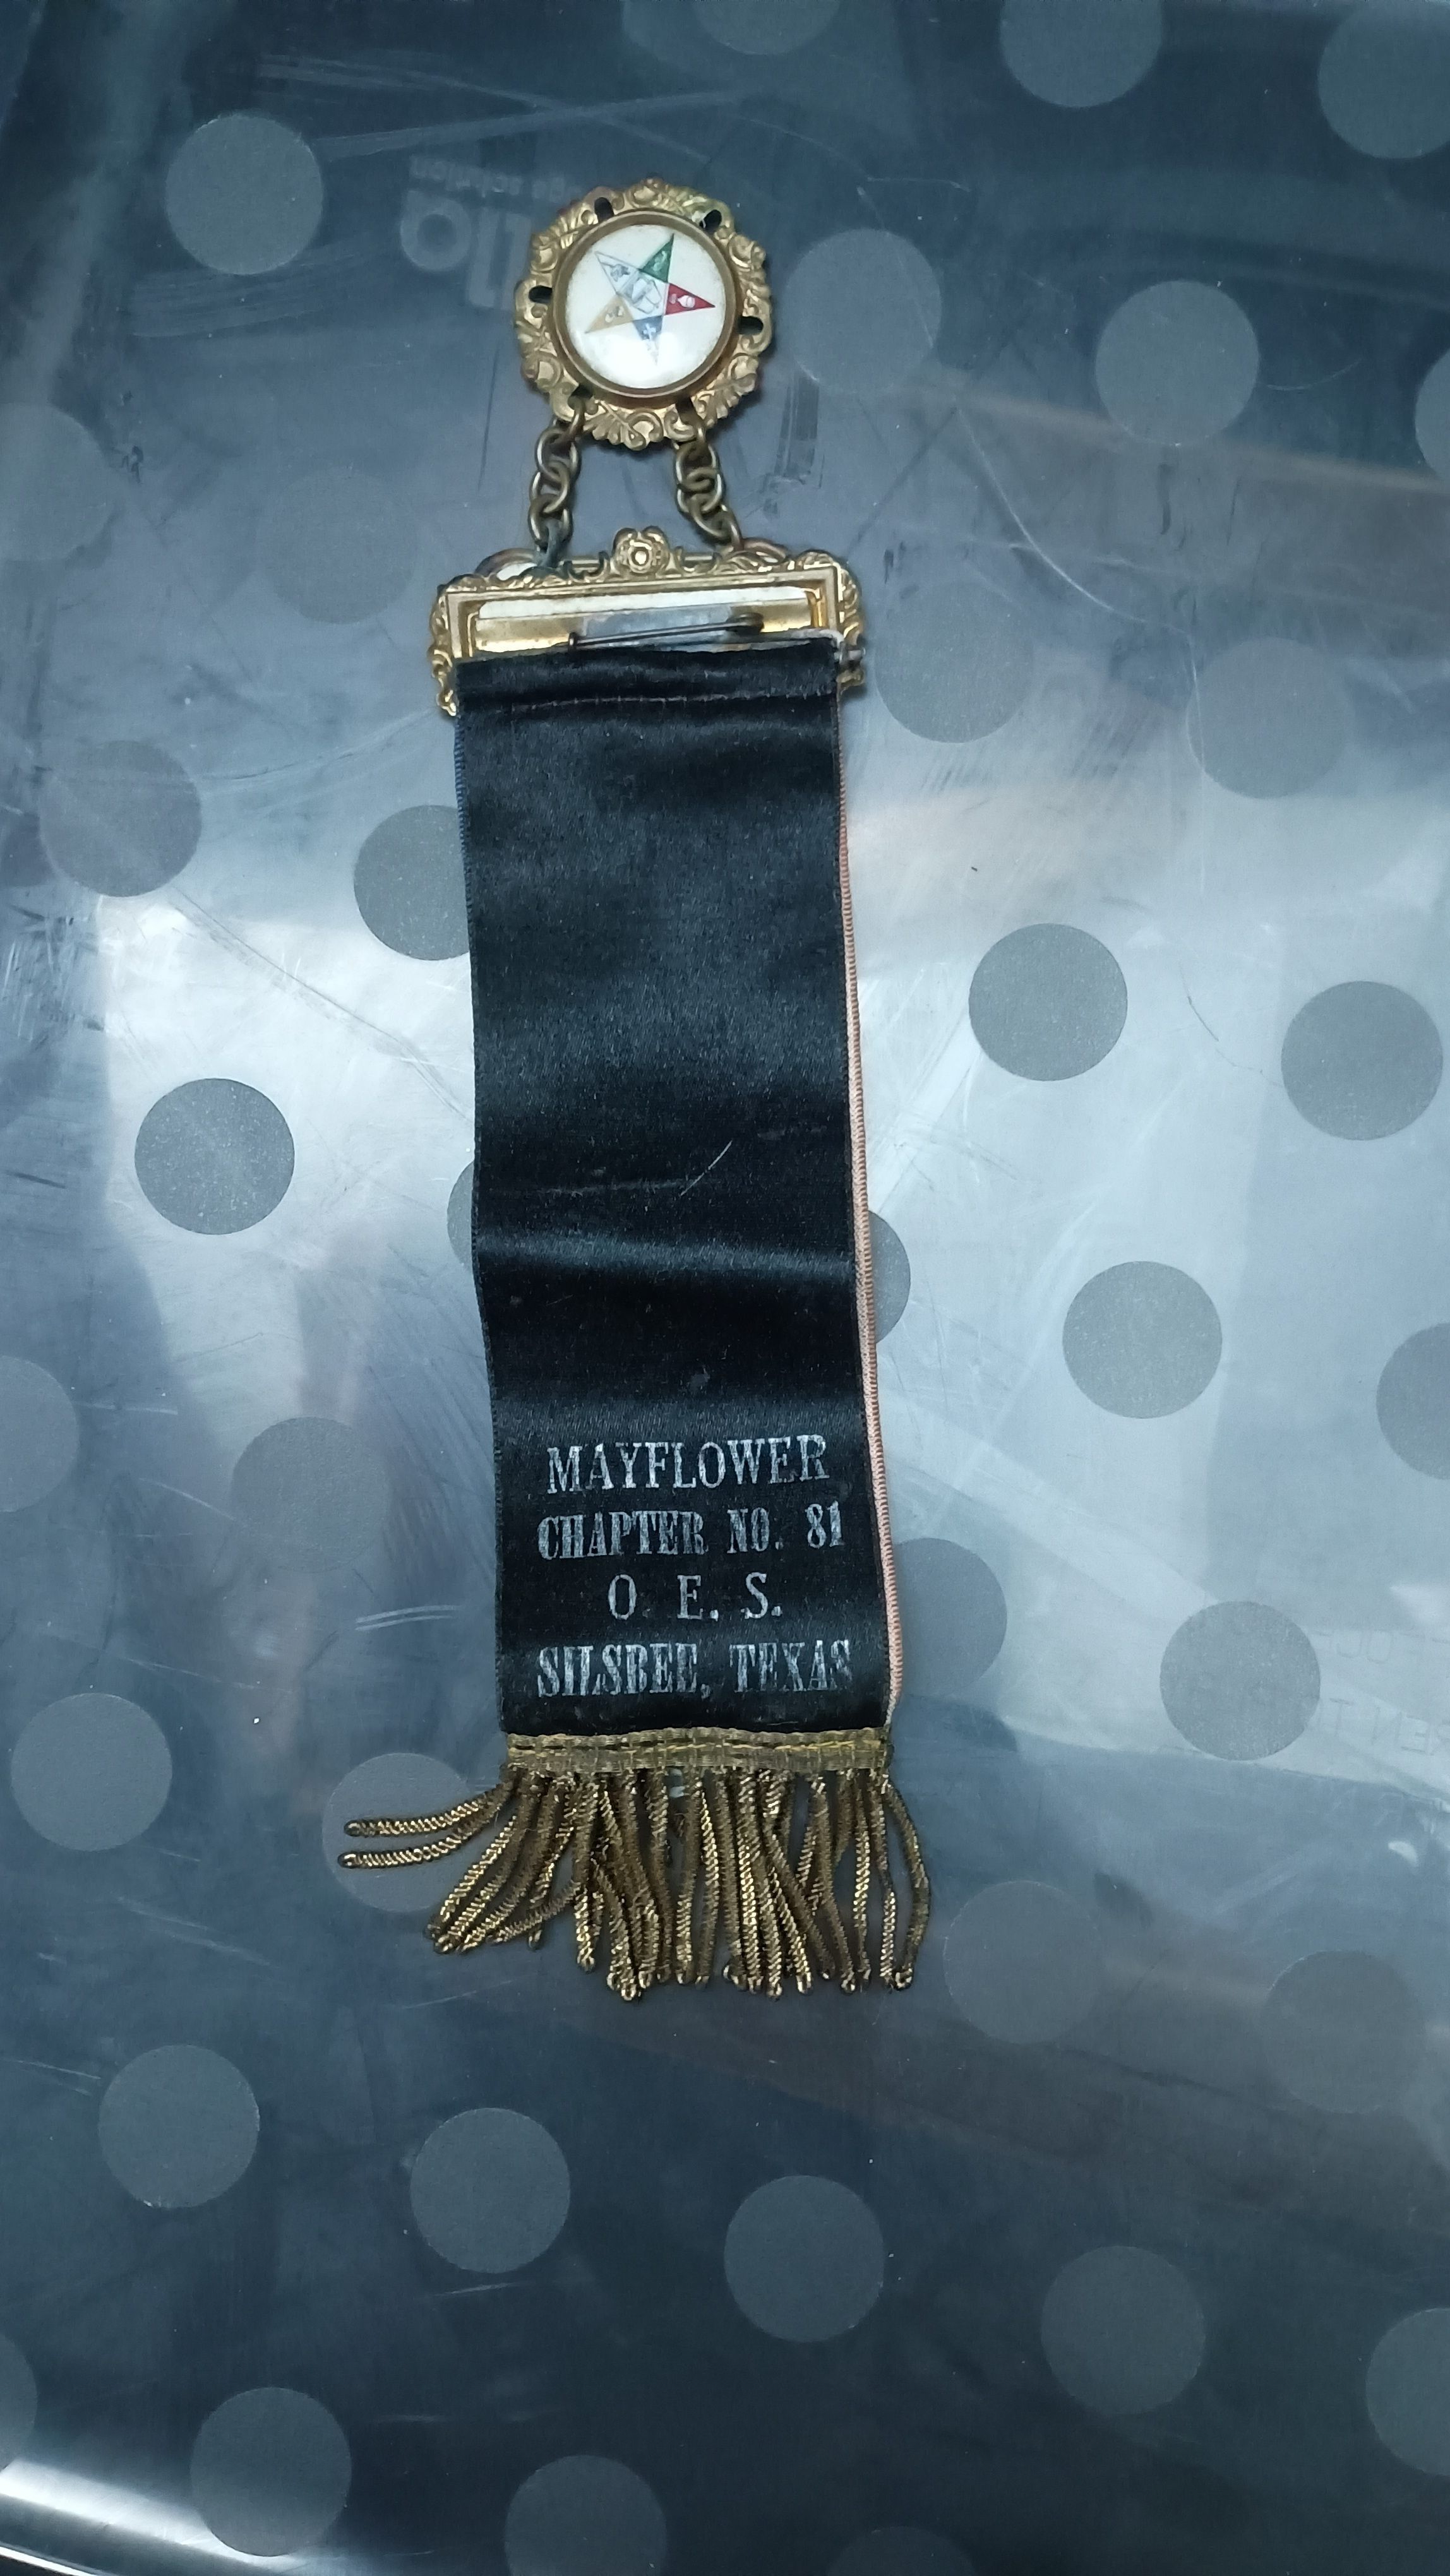 MAYFLOWER
CHAPTER NO. 81
O. E. S.
SILSBEE, TEXAS